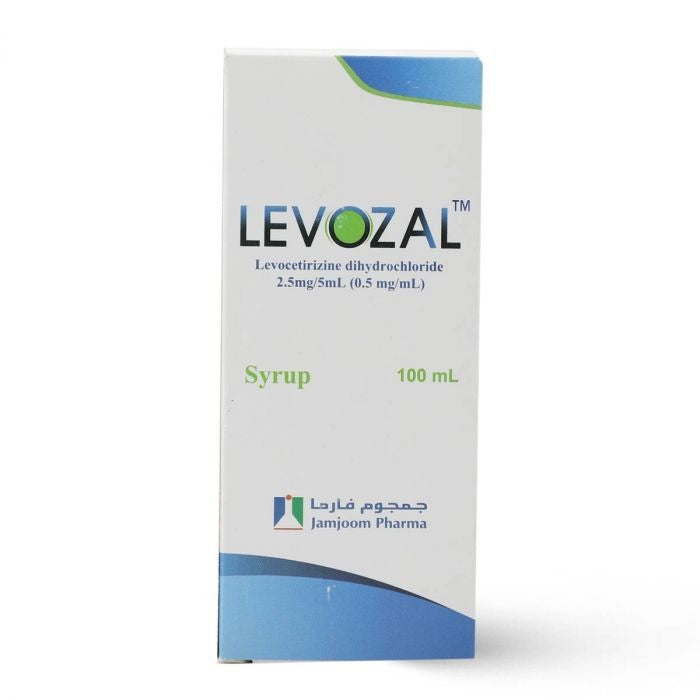 LEVOZAL™
Levocetirizine dihydrochloride
2.5mg/5mL (0.5 mg/mL)
Syrup 100 mL
جمجوم فارما
Jamjoom Pharma